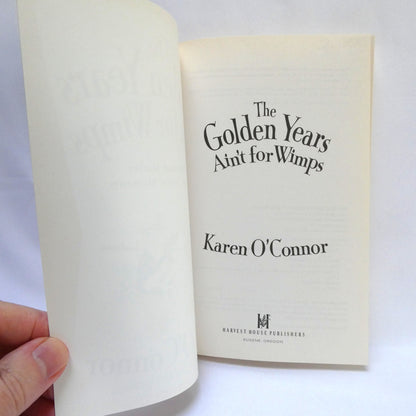 The
Golden Years
Ain't for Wimps
Karen O'Connor
HARVEST HOUSE PUBLISHERS
EUGENE, OREGON